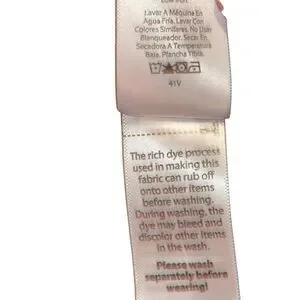 Lavar A Máquina En
Agua Fría. Lavar Con
Colores Similares. No Usar
Blanqueador. Secar En
Secadora A Temperatura
Baja. Plancha Tibia.
41V
The rich dye process
used in making this
fabric can rub off
onto other items
before washing.
During washing, the
dye may bleed and
discolor other items
in the wash.
Please wash
separately before
wearing!